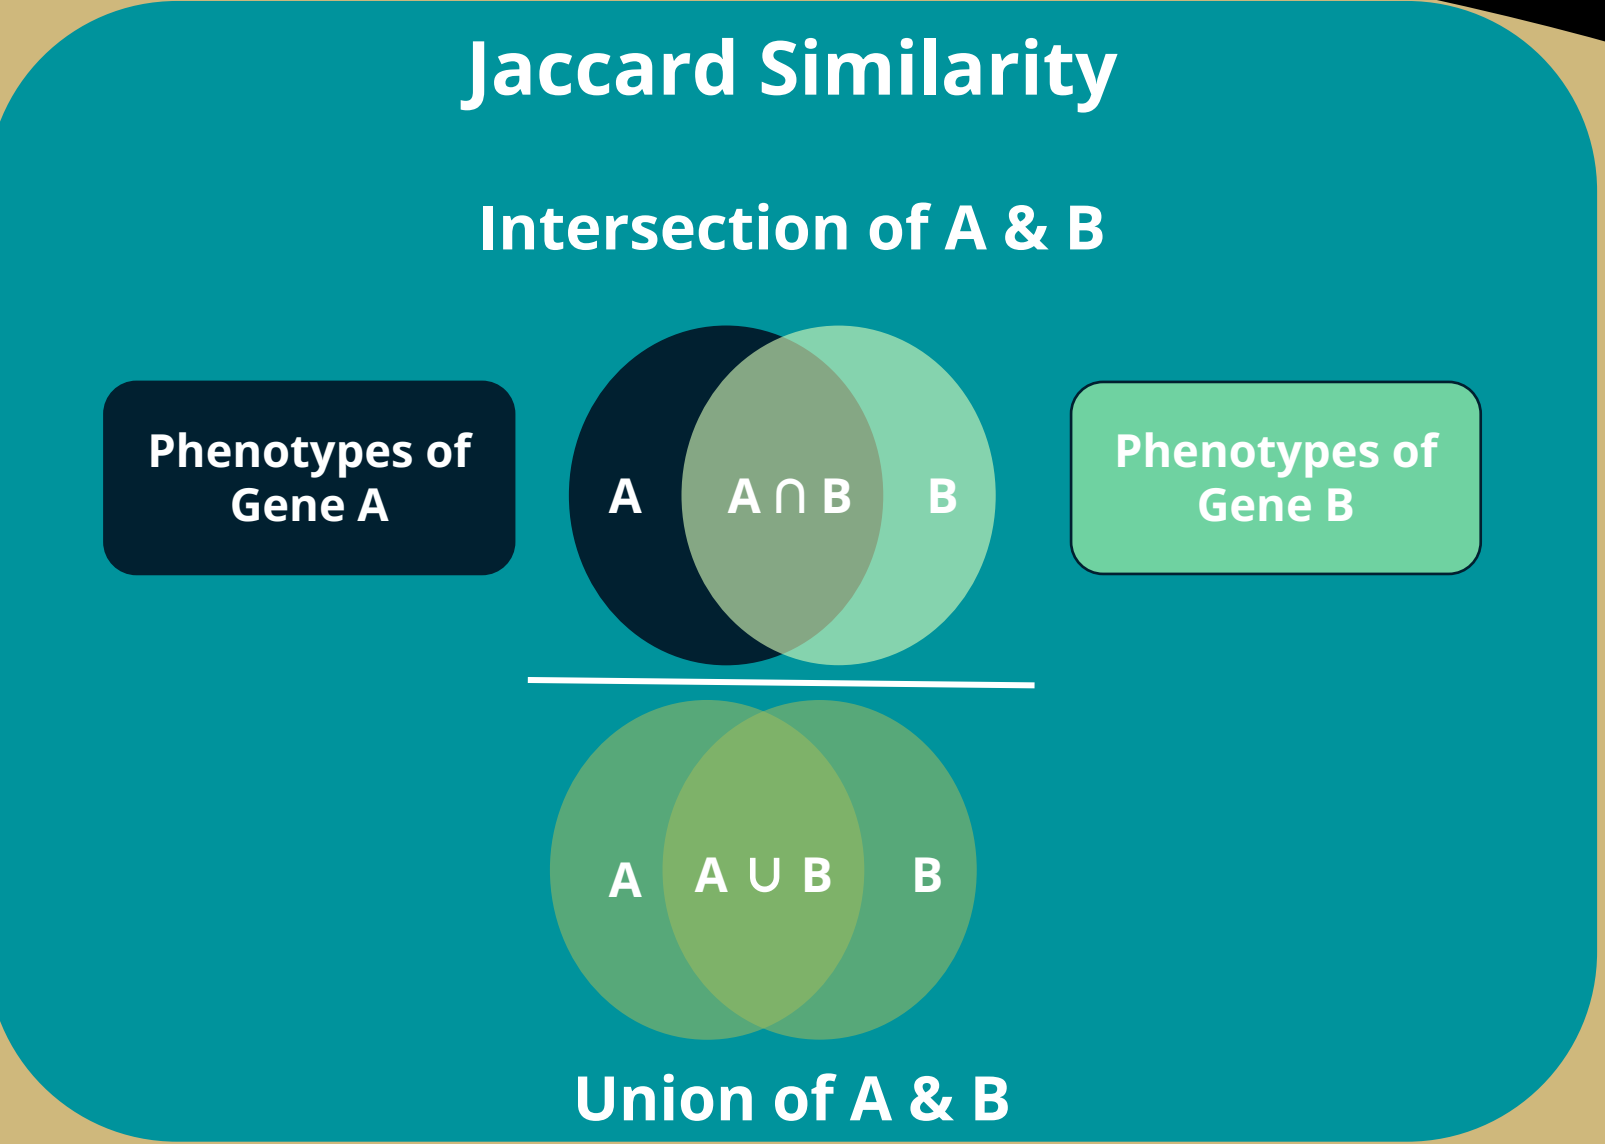 Jaccard Similarity
Intersection of A & B
Phenotypes of
Gene A
A A ∩ B B
Phenotypes of
Gene B
A A ∪ B B
Union of A & B